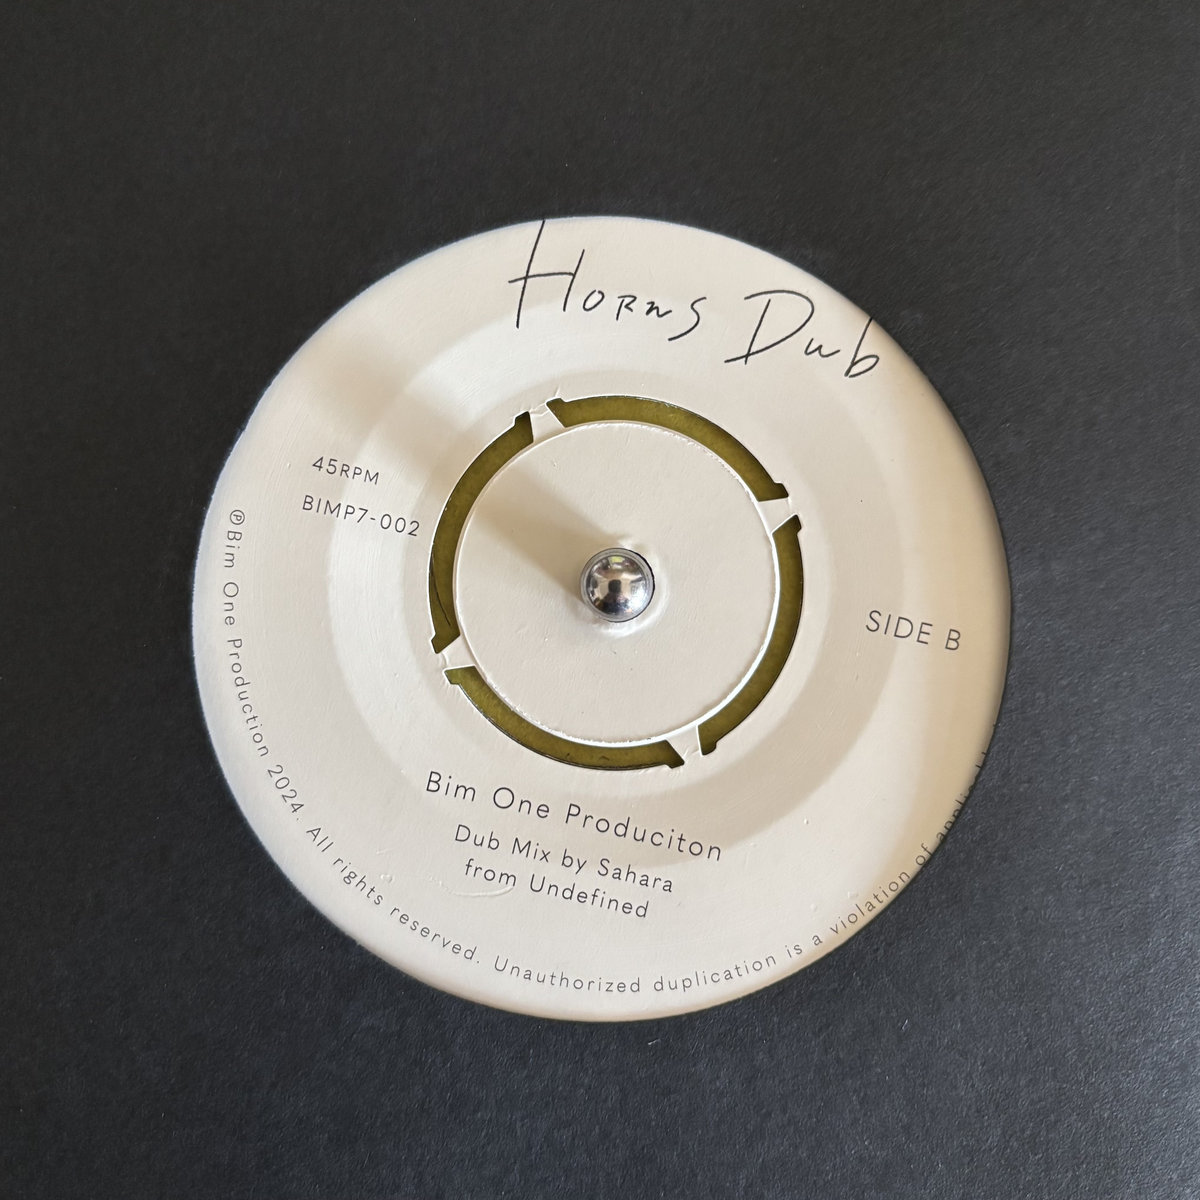 Horns Dub
45RPM
BIMP7-002
SIDE B
Bim One Produciton
Dub Mix by Sahara
from Undefined
℗Bim One Production 2024. All rights reserved. Unauthorized duplication is a violation of